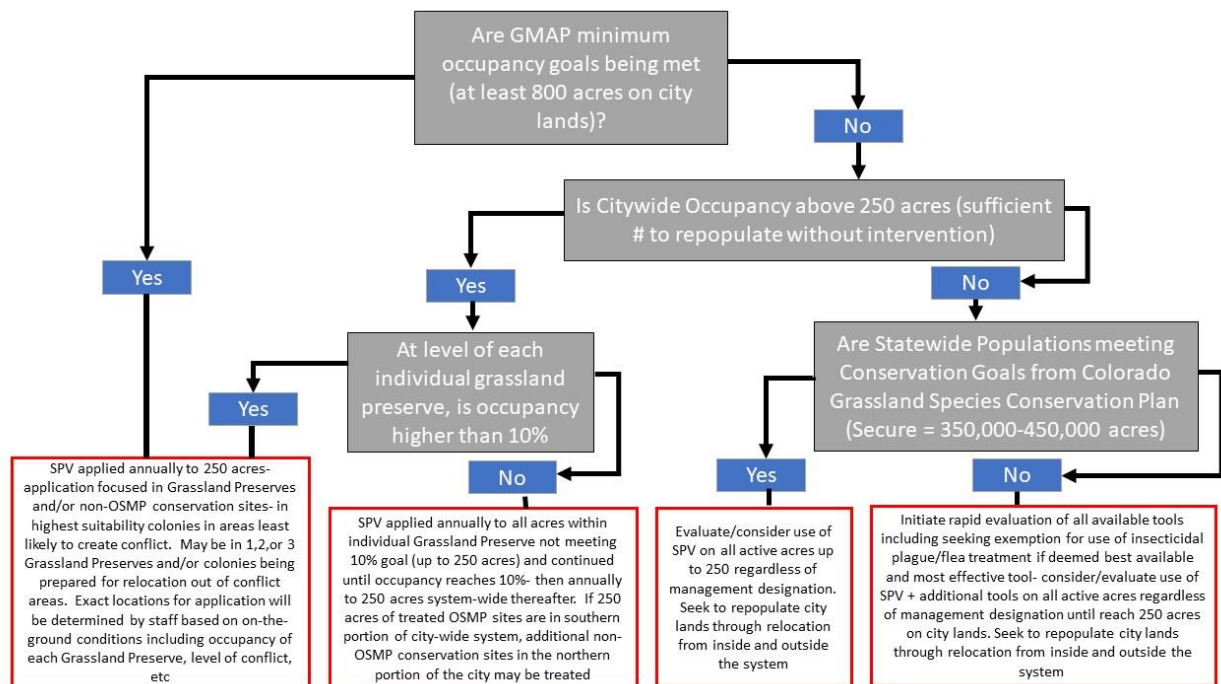 Are GMAP minimum
occupancy goals being met
(at least 800 acres on city
lands)?
No
Is Citywide Occupancy above 250 acres (sufficient
# to repopulate without intervention)
Yes
Yes
No
At level of each
individual grassland
preserve, is occupancy
higher than 10%
Are Statewide Populations meeting
Conservation Goals from Colorado
Grassland Species Conservation Plan
(Secure = 350,000-450,000 acres)
Yes
No
Yes
No
SPV applied annually to 250 acres-
application focused in Grassland Preserves
and/or non-OSMP conservation sites- in
highest suitability colonies in areas least
likely to create conflict. May be in 1,2,or 3
Grassland Preserves and/or colonies being
prepared for relocation out of conflict
areas. Exact locations for application will
be determined by staff based on on-the-
ground conditions including occupancy of
each Grassland Preserve, level of conflict,
etc
SPV applied annually to all acres within
individual Grassland Preserve not meeting
10% goal (up to 250 acres) and continued
until occupancy reaches 10%- then annually
to 250 acres system-wide thereafter. If 250
acres of treated OSMP sites are in southern
portion of city-wide system, additional non-
OSMP conservation sites in the northern
portion of the city may be treated
Evaluate/consider use of
SPV on all active acres up
to 250 regardless of
management designation.
Seek to repopulate city
lands through relocation
from inside and outside
the system
Initiate rapid evaluation of all available tools
including seeking exemption for use of insecticidal
plague/flea treatment if deemed best available
and most effective tool- consider/evaluate use of
SPV + additional tools on all active acres regardless
of management designation until reach 250 acres
on city lands. Seek to repopulate city lands
through relocation from inside and outside the
system